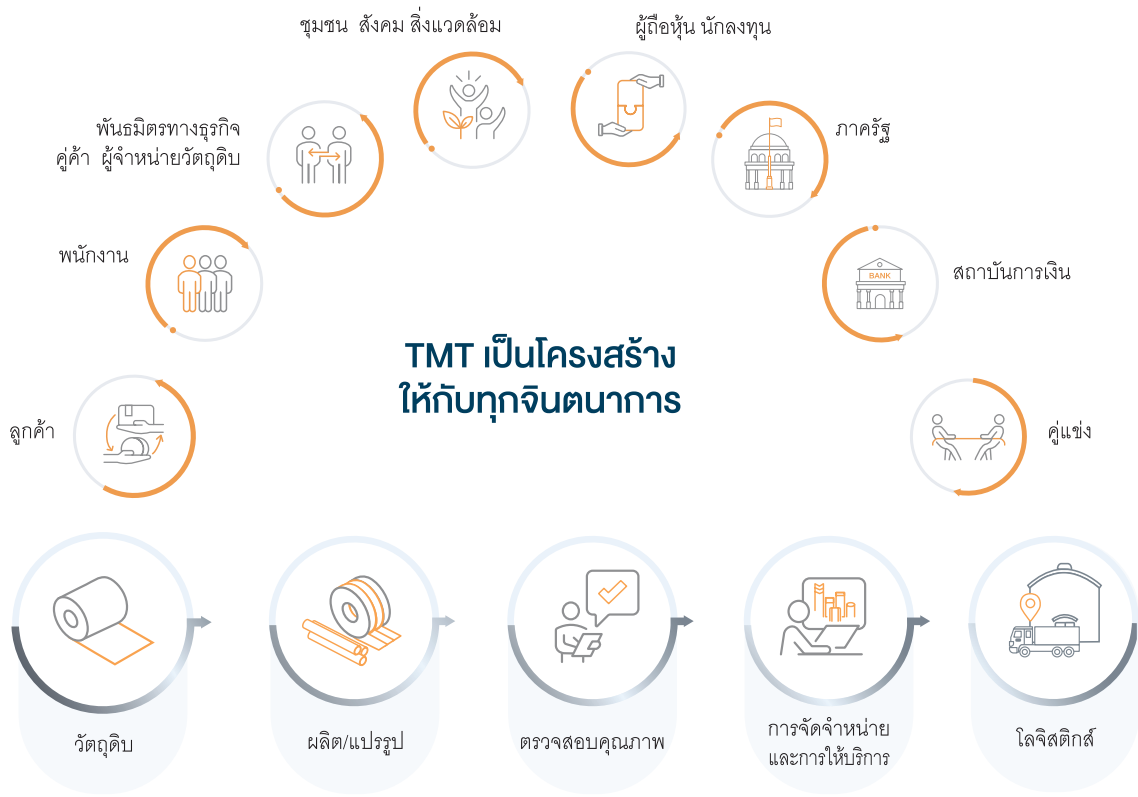 ชุมชน สังคม สิ่งแวดล้อม
ผู้ถือหุ้น นักลงทุน
พันธมิตรทางธุรกิจ
คู่ค้า ผู้จำหน่ายวัตถุดิบ
ภาครัฐ
พนักงาน
สถาบันการเงิน
BANK
TMT เป็นโครงสร้าง
ให้กับทุกจินตนาการ
ลูกค้า
คู่แข่ง
วัตถุดิบ
ผลิต/แปรรูป
ตรวจสอบคุณภาพ
การจัดจำหน่าย
และการให้บริการ
โลจิสติกส์